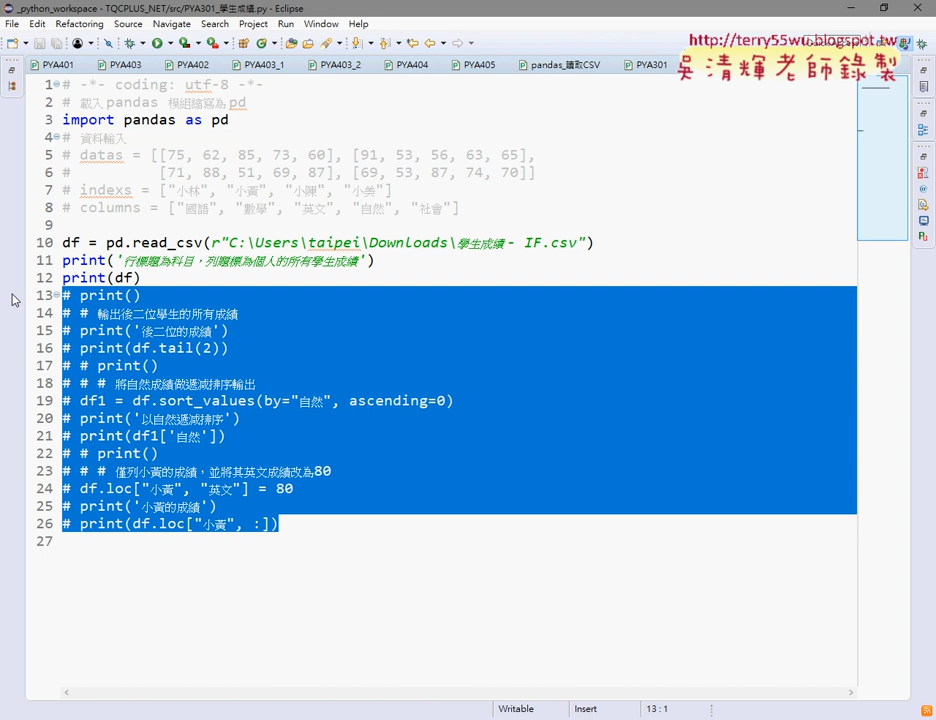 _python_workspace - TQCPLUS_NET/src/PYA301_學生成績.py - Eclipse
File Edit Refactoring Source Navigate Search Project Run Window Help
http://terry55wu.blogspot.tw
吳清輝老師錄製
PYA401 PYA403 PYA402 PYA403_1 PYA403_2 PYA404 PYA405 pandas_讀取CSV PYA301
1 # -*- coding: utf-8 -*-
2 # 載入pandas 模組縮寫為pd
3 import pandas as pd
4 # 資料輸入
5 # datas = [[75, 62, 85, 73, 60], [91, 53, 56, 63, 65],
6 # [71, 88, 51, 69, 87], [69, 53, 87, 74, 70]]
7 # indexs = ["小林", "小黃", "小陳", "小美"]
8 # columns = ["國語", "數學", "英文", "自然", "社會"]
9
10 df = pd.read_csv(r"C:\Users\taipei\Downloads\學生成績 - IF.csv")
11 print('行標題為科目，列題標為個人的所有學生成績')
12 print(df)
13 # print()
14 # # 輸出後二位學生的所有成績
15 # print('後二位的成績')
16 # print(df.tail(2))
17 # # print()
18 # # # 將自然成績做遞減排序輸出
19 # df1 = df.sort_values(by="自然", ascending=0)
20 # print('以自然遞減排序')
21 # print(df1['自然'])
22 # # print()
23 # # # 僅列小黃的成績，並將其英文成績改為80
24 # df.loc["小黃", "英文"] = 80
25 # print('小黃的成績')
26 # print(df.loc["小黃", :])
27
Writable Insert 13 : 1